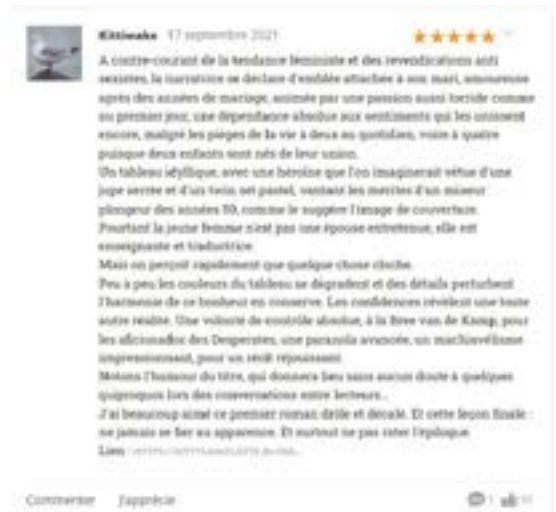 Kittiwake 17 septembre 2021
A contre-courant de la tendance féministe et des revendications anti
sexistes, la narratrice se déclare d'emblée attachée à son mari, amoureuse
après des années de mariage, animée par une passion aussi torride comme
au premier jour, une dépendance absolue aux sentiments qui les unissent
encore, malgré les pièges de la vie à deux au quotidien, voire à quatre
puisque deux enfants sont nés de leur union.
Un tableau idyllique, avec une héroïne que l'on imaginerait vêtue d'une
jupe serrée et d'un twin set pastel, vantant les mérites d'un mixeur
plongeur des années 50, comme le suggère l'image de couverture.
Pourtant la jeune femme n'est pas une épouse entretenue, elle est
enseignante et traductrice.
Mais on perçoit rapidement que quelque chose cloche.
Peu à peu les couleurs du tableau se dégradent et des détails perturbent
l'harmonie de ce bonheur en conserve. Les confidences révèlent une toute
autre réalité. Une volonté de contrôle absolue, à la Bree van de Kamp, pour
les aficionados des Desperates, une paranoïa avancée, un machiavélisme
impressionnant, pour un récit réjouissant.
Notons l'humour du titre, qui donnera lieu sans aucun doute à quelques
quiproquos lors des conversations entre lecteurs...
J'ai beaucoup aimé ce premier roman drôle et décalé. Et cette leçon finale :
ne jamais se fier au apparence. Et surtout ne pas rater l'épilogue.
Lien :
Commenter J'apprécie